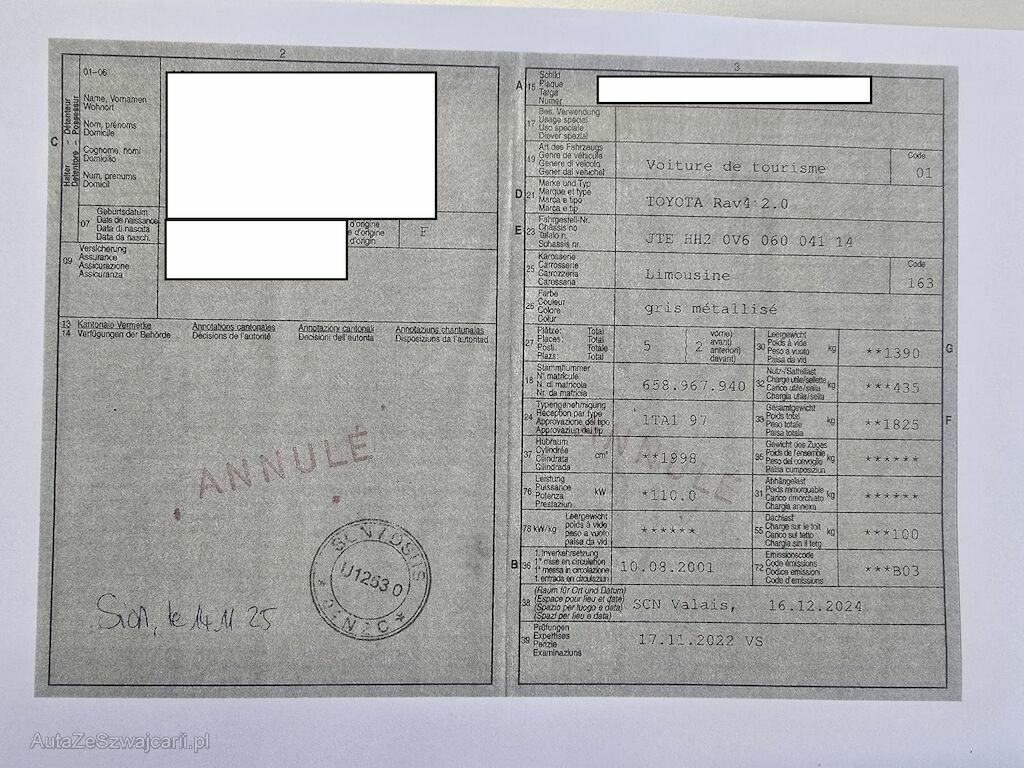 2
01-06
Name, Vornamen
Wohnort
Nom, prénoms
Domicile
Cognome, nomi
Domicilio
Num, prenums
Domicil
C
Halter – Détenteur
Detentore – Possessur
07
Geburtsdatum
Date de naissance
Data di nascita
Data da nasch.
d'origine
e d'origine
d'origin
F
09
Versicherung
Assurance
Assicurazione
Assicuranza
13 Kantonale Vermerke
14 Verfügungen der Behörde
Annotations cantonales
Décisions de l'autorité
Annotazioni cantonali
Decisioni dell'autorità
Annotaziuns chantunalas
Disposiziuns da l'autoritad
ANNULÉ
U1253 0
Sion, le 14.11 25
3
A 15
Schild
Plaque
Targa
Numer
17
Bes. Verwendung
Usage spécial
Uso speciale
Diever spezial
19
Art des Fahrzeugs
Genre de véhicule
Genere di veicolo
Gener dal vehichel
Voiture de tourisme
Code
01
D 21
Marke und Typ
Marque et type
Marca e tipo
Marca e tip
TOYOTA Rav4 2.0
E 23
Fahrgestell-Nr.
Châssis no
Telaio n.
Schassis nr.
JTE HH2 0V6 060 041 14
25
Karosserie
Carrosserie
Carrozzeria
Carossaria
Limousine
Code
163
26
Farbe
Couleur
Colore
Colur
gris métallisé
27
Plätze: Total
Places: Total
Posti: Totale
Plazs: Total
5 ( 2
vorne)
avant)
anteriori)
davant)
30
Leergewicht
Poids à vide
Peso a vuoto
Paisa da vid
kg
**1390
G
18
Stammnummer
N° matricule
N. di matricola
Nr. da matricla
658.967.940
32
Nutz-/Sattellast
Charge utile/sellette
Carico utile/sella
Chargia utila/sella
kg
***435
24
Typengenehmigung
Réception par type
Approvazione del tipo
Approvaziun dal tip
1TA1 97
33
Gesamtgewicht
Poids total
Peso totale
Paisa totala
kg
**1825
F
ANNULÉ
37
Hubraum
Cylindrée
Cilindrata
Cilindrada
cm³
**1998
35
Gewicht des Zuges
Poids de l'ensemble
Peso del convoglio
Paisa cumposiziun
kg
******
76
Leistung
Puissance
Potenza
Prestaziun
kW
*110.0
31
Anhängelast
Poids remorquable
Carico rimorchiato
Chargia annexa
kg
******
78 kW/kg
Leergewicht
poids à vide
peso a vuoto
paisa da vid
******
55
Dachlast
Charge sur le toit
Carico sul tetto
Chargia sin il tetg
kg
***100
B 36
1. Inverkehrsetzung
1re mise en circulation
1a messa in circolazione
1. entrada en circulaziun
10.08.2001
72
Emissionscode
Code émissions
Codice emissioni
Code d'emissiuns
***B03
38
(Raum für Ort und Datum)
(Espace pour lieu et date)
(Spazio per luogo e data)
(Spazi per lieu e data)
SCN Valais, 16.12.2024
39
Prüfungen
Expertises
Perizie
Examinaziuns
17.11.2022 VS
AutaZeSzwajcarii.pl